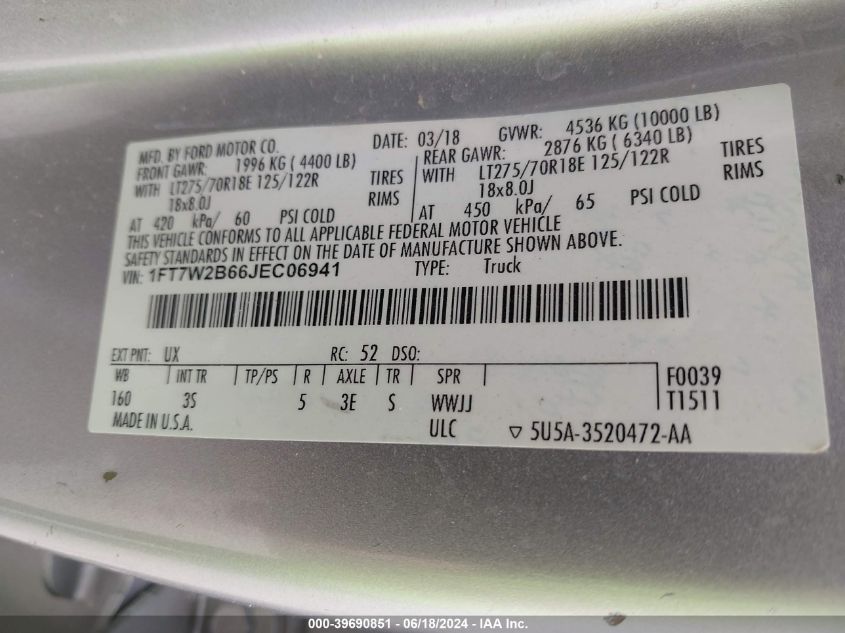 MFD. BY FORD MOTOR CO. DATE: 03/18 GVWR: 4536 KG (10000 LB)
FRONT GAWR: 1996 KG ( 4400 LB) REAR GAWR: 2876 KG ( 6340 LB)
WITH LT275/70R18E 125/122R TIRES WITH LT275/70R18E 125/122R TIRES
18x8.0J RIMS 18x8.0J RIMS
AT 420 kPa/ 60 PSI COLD AT 450 kPa/ 65 PSI COLD
THIS VEHICLE CONFORMS TO ALL APPLICABLE FEDERAL MOTOR VEHICLE
SAFETY STANDARDS IN EFFECT ON THE DATE OF MANUFACTURE SHOWN ABOVE.
VIN: 1FT7W2B66JEC06941 TYPE: Truck
EXT PNT: UX RC: 52 DSO:
WB INT TR TP/PS R AXLE TR SPR F0039
160 3S 5 3E S WWJJ T1511
MADE IN U.S.A. ULC ▽ 5U5A-3520472-AA
000-39690851 / 06/18/2024 - IAA Inc.